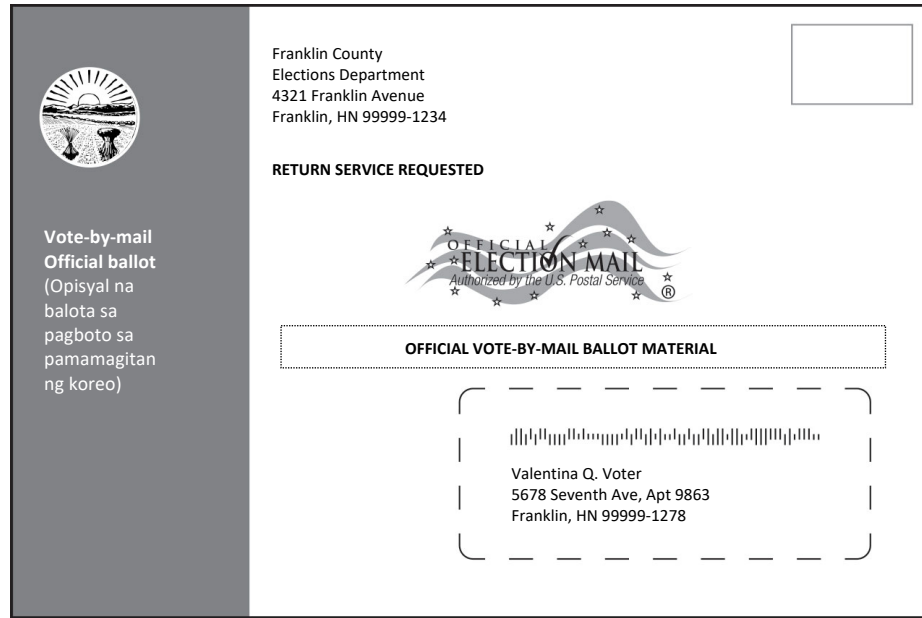 Franklin County
Elections Department
4321 Franklin Avenue
Franklin, HN 99999-1234
RETURN SERVICE REQUESTED
Vote-by-mail
Official ballot
(Opisyal na
balota sa
pagboto sa
pamamagitan
ng koreo)
OFFICIAL
ELECTION MAIL
Authorized by the U.S. Postal Service
®
OFFICIAL VOTE-BY-MAIL BALLOT MATERIAL
Valentina Q. Voter
5678 Seventh Ave, Apt 9863
Franklin, HN 99999-1278